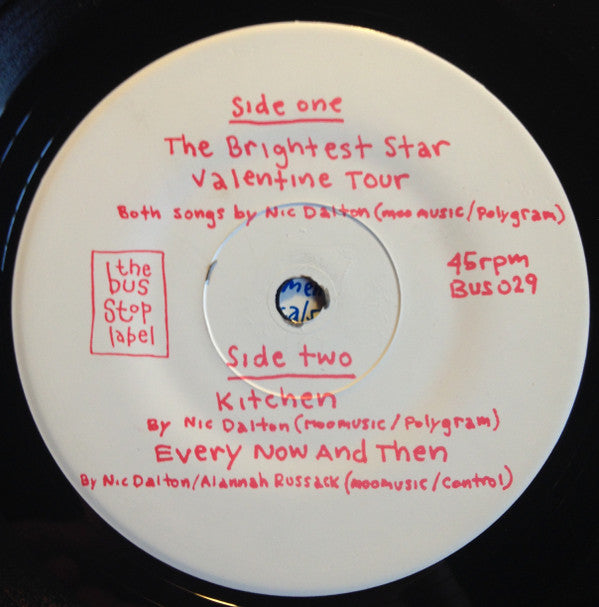 Side one
The Brightest Star
Valentine Tour
Both songs by Nic Dalton (moo music/Polygram)
the
bus
Stop
label
45rpm
BUS029
Side two
Kitchen
By Nic Dalton (moomusic/Polygram)
Every Now And Then
By Nic Dalton/Alannah Russack (moomusic/control)